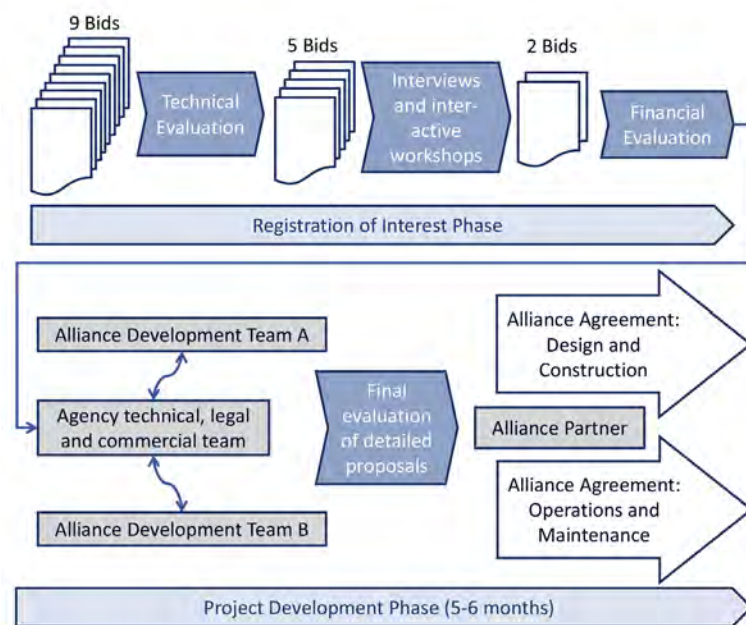 9 Bids
5 Bids
2 Bids
Technical
Evaluation
Interviews
and inter-
active
workshops
Financial
Evaluation
Registration of Interest Phase
Alliance Development Team A
Agency technical, legal
and commercial team
Alliance Development Team B
Final
evaluation
of detailed
proposals
Alliance Agreement:
Design and
Construction
Alliance Partner
Alliance Agreement:
Operations and
Maintenance
Project Development Phase (5-6 months)